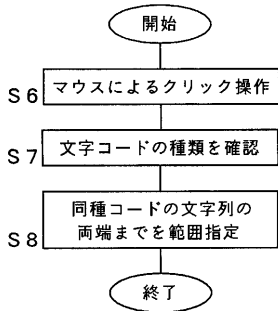 開始
S6
マウスによるクリック操作
S7
文字コードの種類を確認
S8
同種コードの文字列の
両端までを範囲指定
終了